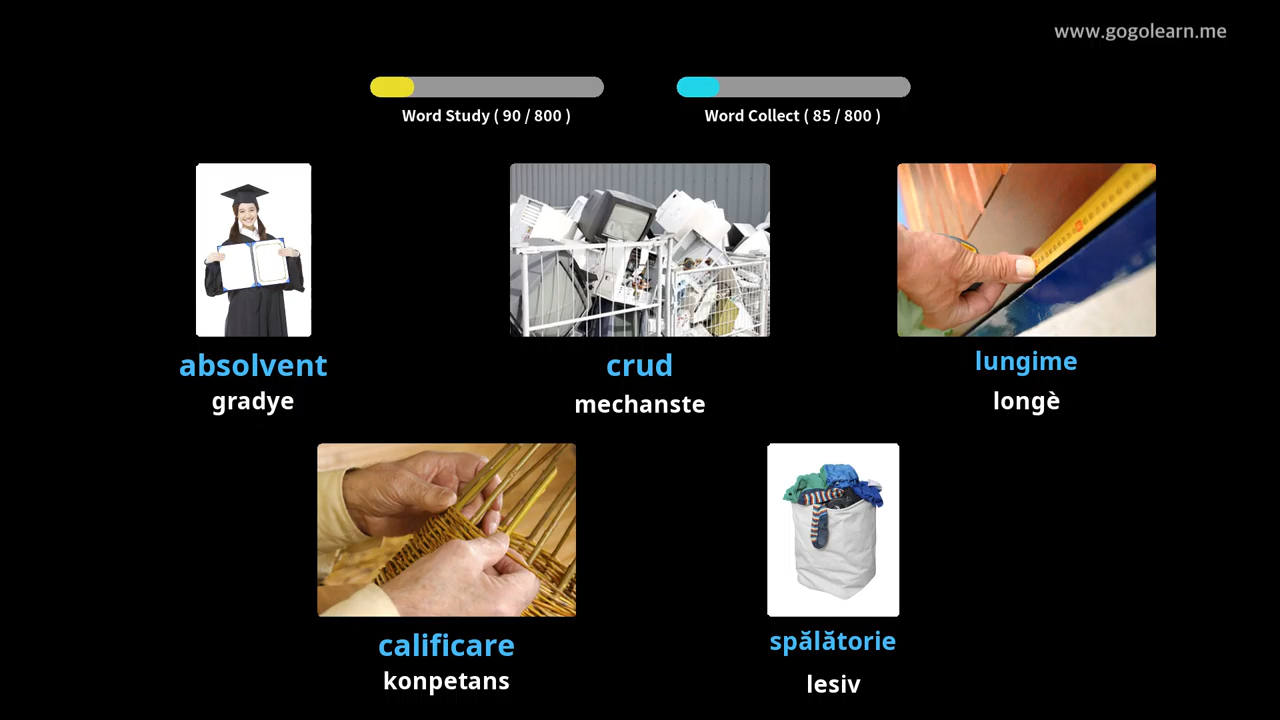 www.gogolearn.me
Word Study ( 90 / 800 )
Word Collect ( 85 / 800 )
absolvent
gradye
crud
mechanste
lungime
longè
calificare
konpetans
spălătorie
lesiv